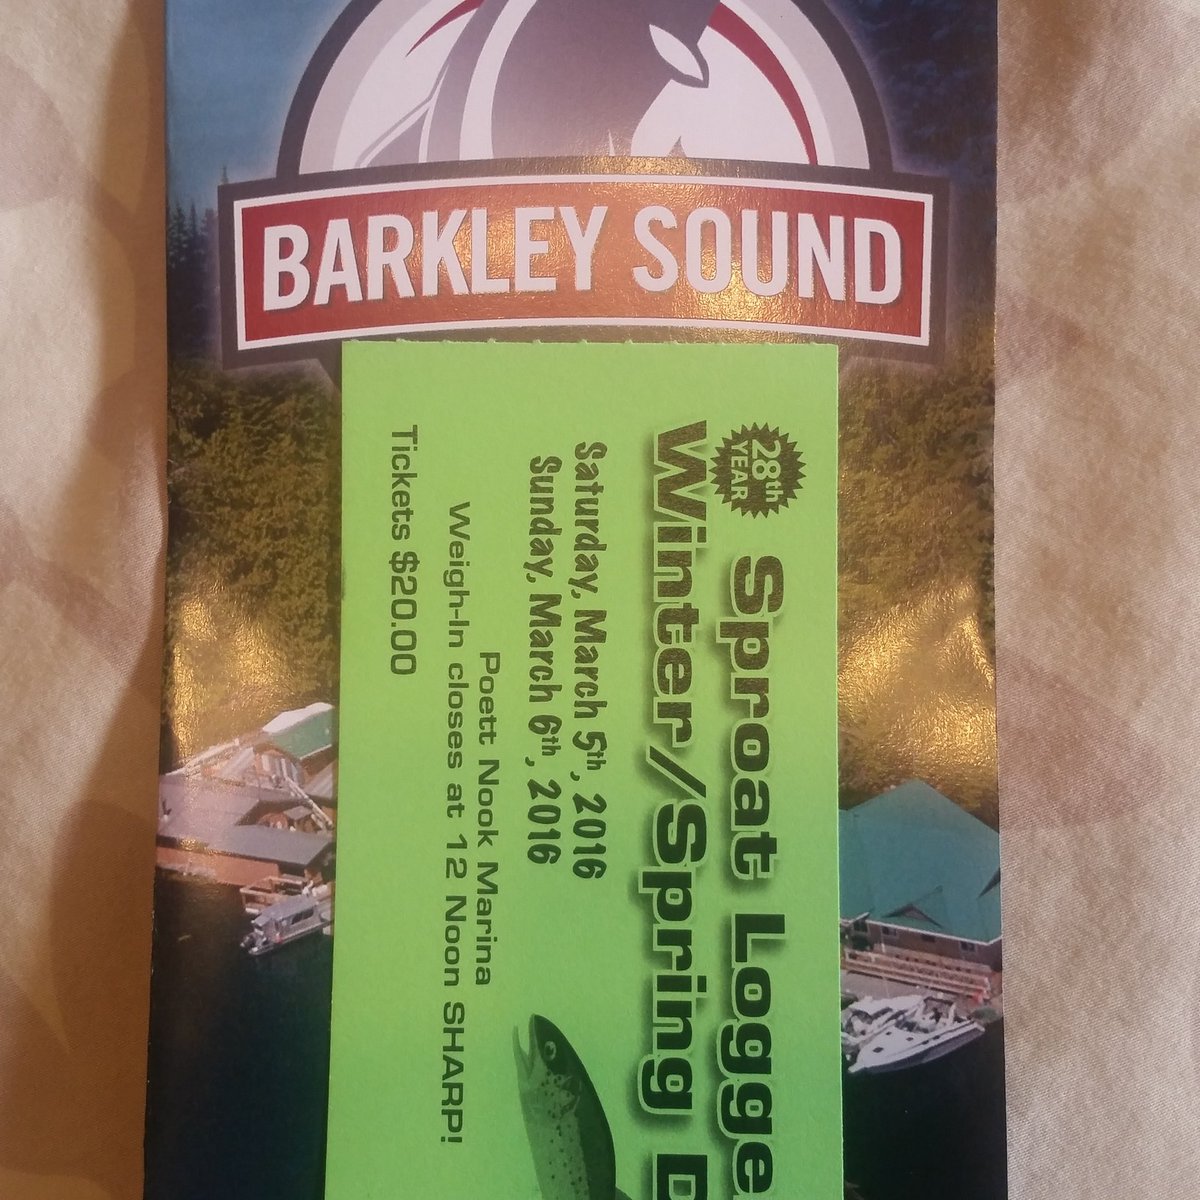 BARKLEY SOUND
28th
YEAR
Sproat Logge
Winter/Spring D
Saturday, March 5th, 2016
Sunday, March 6th, 2016
Poett Nook Marina
Weigh-In closes at 12 Noon SHARP!
Tickets $20.00